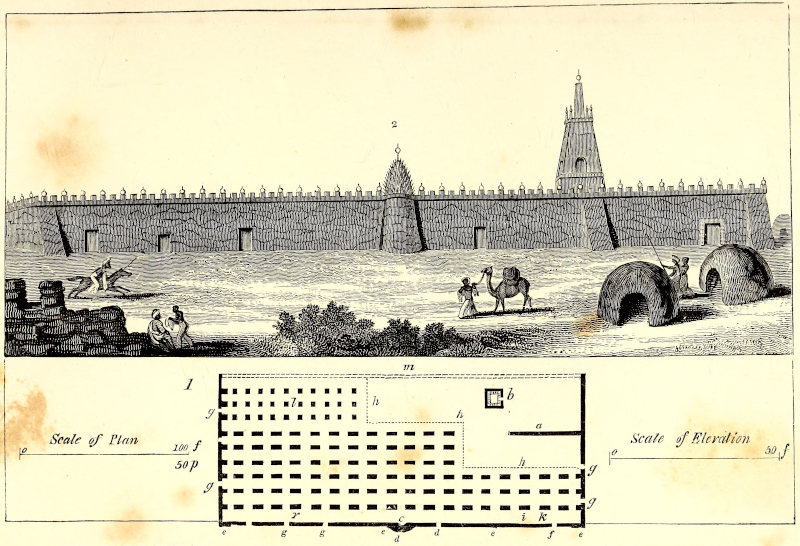 2
m
1
l
h
b
g
h
a
Scale of Plan
Scale of Elevation
o 100 f
50 p
o 50 f
h
g
g
g
r
c
i
k
e
g
g
e
d
d
e
f
e